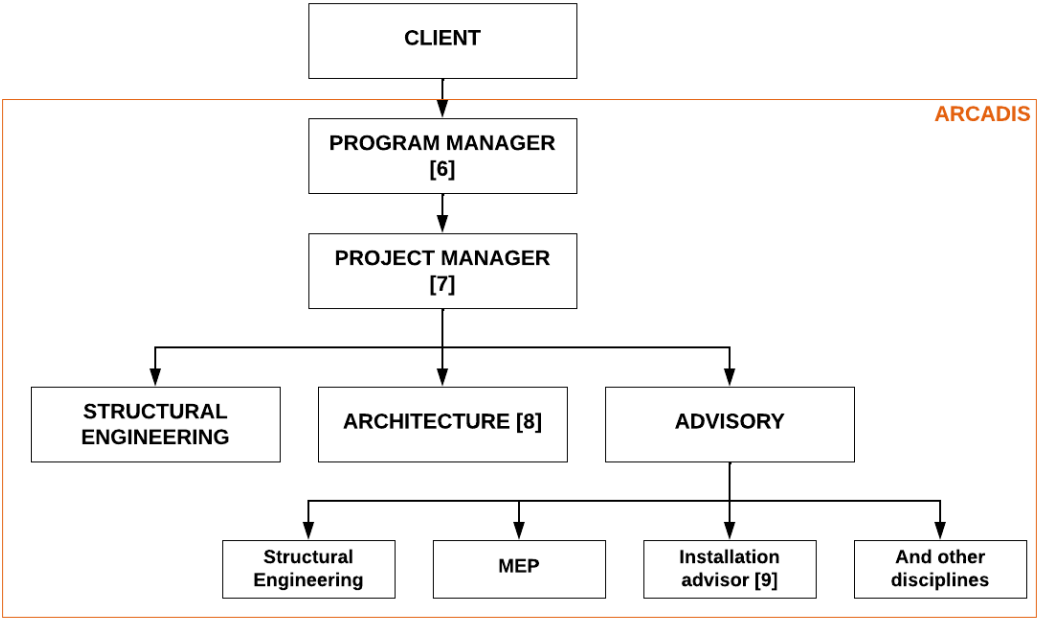 CLIENT
ARCADIS
PROGRAM MANAGER
[6]
PROJECT MANAGER
[7]
STRUCTURAL
ENGINEERING
ARCHITECTURE [8]
ADVISORY
Structural
Engineering
MEP
Installation
advisor [9]
And other
disciplines